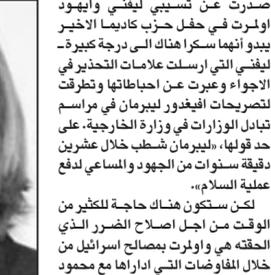 صدرت عن تسيبي ليفني وايهود
اولمرت في حفل حزب كاديما الاخير
يبدو أنهما سكرا هناك الى درجة كبيرة-
ليفني التي ارسلت علامات التحذير في
الاجواء وعبرت عن احباطاتها وتطرقت
لتصريحات افيغدور ليبرمان في مراسم
تبادل الوزارات في وزارة الخارجية. على
حد قولها، «ليبرمان شطب خلال عشرين
دقيقة سنوات من الجهود والمساعي لدفع
عملية السلام».
لكن ستكون هناك حاجة للكثير من
الوقت من اجل اصلاح الضرر الذي
الحقته هي واولمرت بمصالح اسرائيل من
خلال المفاوضات التي اداراها مع محمود